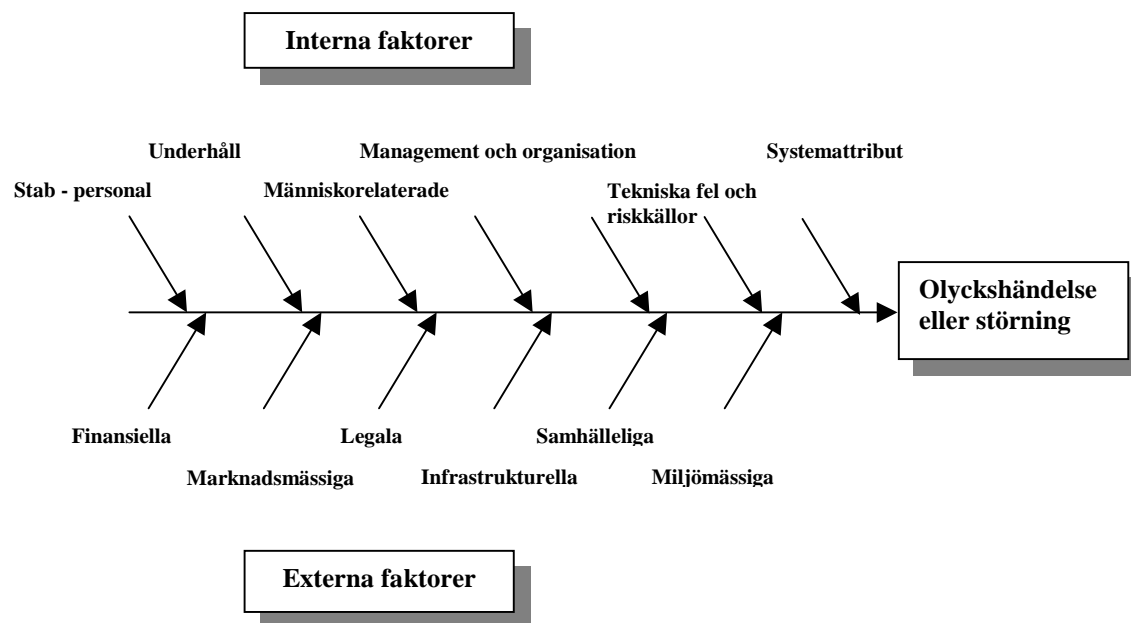 Interna faktorer
Underhåll
Management och organisation
Systemattribut
Stab - personal
Människorelaterade
Tekniska fel och
riskkällor
Olyckshändelse
eller störning
Finansiella
Legala
Samhälleliga
Marknadsmässiga
Infrastrukturella
Miljömässiga
Externa faktorer